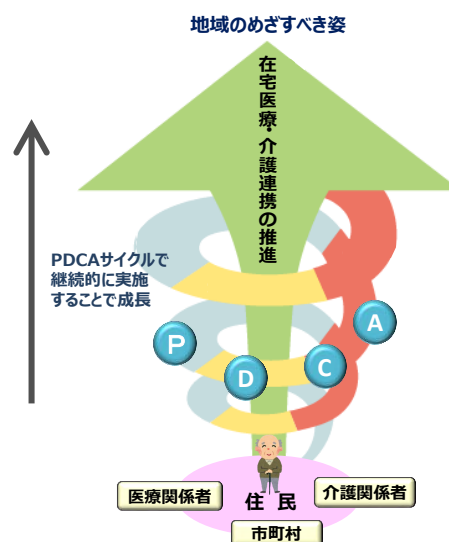 地域のめざすべき姿
在宅医療・介護連携の推進
PDCAサイクルで
継続的に実施
することで成長
P
D
C
A
医療関係者
住民
介護関係者
市町村